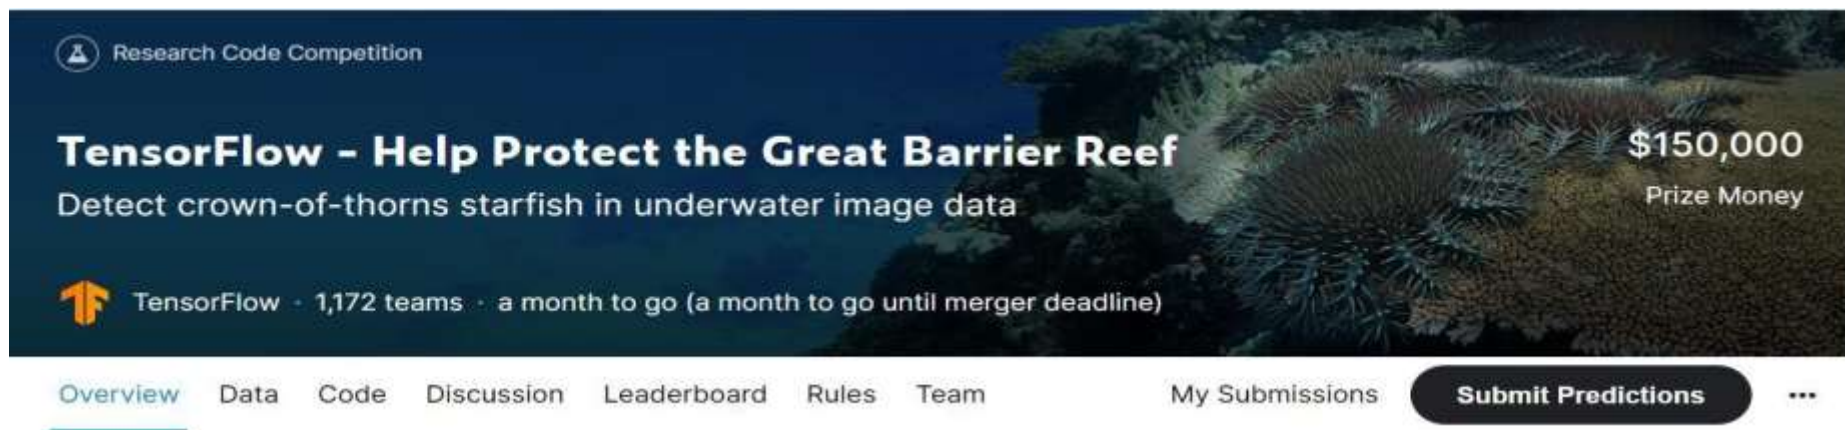 Research Code Competition
TensorFlow - Help Protect the Great Barrier Reef
$150,000
Detect crown-of-thorns starfish in underwater image data
Prize Money
TensorFlow · 1,172 teams · a month to go (a month to go until merger deadline)
Overview Data Code Discussion Leaderboard Rules Team My Submissions Submit Predictions ...